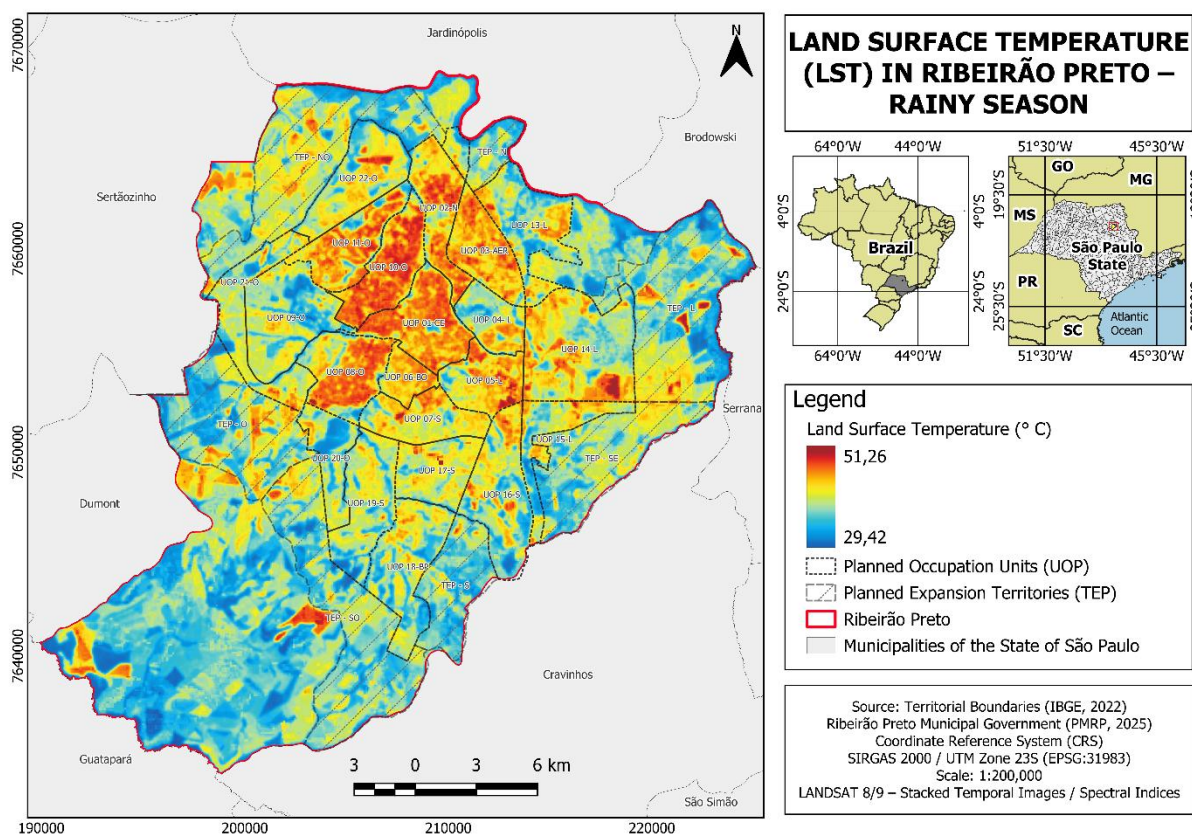 Jardinópolis
N
Brodowski
Sertãozinho
Serrana
Dumont
Cravinhos
Guatapará
São Simão
TEP - NO
TEP - N
UOP 22-O
UOP 02-N
UOP 13-L
UOP 11-O
UOP 03-AER
UOP 10-O
UOP 21-O
TEP - L
UOP 09-O
UOP 01-CE
UOP 04- L
UOP 14-L
UOP 08-O
UOP 06-BO
UOP 05-L
UOP 07-S
TEP - O
UOP 15-L
TEP - SE
UOP 20-O
UOP 17-S
UOP 19-S
UOP 16-S
UOP 18-BP
TEP - S
TEP - SO
3 0 3 6 km
7670000
7660000
7650000
7640000
190000 200000 210000 220000
LAND SURFACE TEMPERATURE
(LST) IN RIBEIRÃO PRETO –
RAINY SEASON
64°0'W 44°0'W
4°0'S
4°0'S
24°0'S
24°0'S
Brazil
64°0'W 44°0'W
51°30'S 45°30'S
GO
MG
19°30'S
MS
São Paulo
State
PR
25°30'S
Atlantic
Ocean
SC
51°39'S 45°-39'W
Legend
Land Surface Temperature (° C)
51,26
29,42
Planned Occupation Units (UOP)
Planned Expansion Territories (TEP)
Ribeirão Preto
Municipalities of the State of São Paulo
Source: Territorial Boundaries (IBGE, 2022)
Ribeirão Preto Municipal Government (PMRP, 2025)
Coordinate Reference System (CRS)
SIRGAS 2000 / UTM Zone 23S (EPSG:31983)
Scale: 1:200,000
LANDSAT 8/9 – Stacked Temporal Images / Spectral Indices